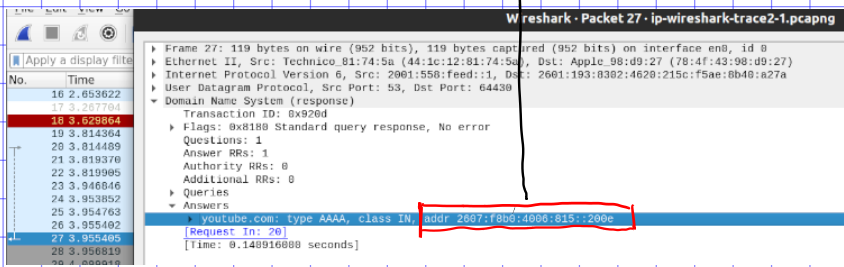 Wireshark · Packet 27 · ip-wireshark-trace2-1.pcapng
Apply a display filte
No. Time
16 2.653622
17 3.267704
18 3.629864
19 3.814364
20 3.814489
21 3.819370
22 3.819905
23 3.946846
24 3.953852
25 3.954763
26 3.955402
27 3.955405
28 3.956819
Frame 27: 119 bytes on wire (952 bits), 119 bytes captured (952 bits) on interface en0, id 0
Ethernet II, Src: Technico_81:74:5a (44:1c:12:81:74:5a), Dst: Apple_98:d9:27 (78:4f:43:98:d9:27)
Internet Protocol Version 6, Src: 2001:558:feed::1, Dst: 2601:193:8302:4620:215c:f5ae:8b40:a27a
User Datagram Protocol, Src Port: 53, Dst Port: 64430
Domain Name System (response)
Transaction ID: 0x920d
Flags: 0x8180 Standard query response, No error
Questions: 1
Answer RRs: 1
Authority RRs: 0
Additional RRs: 0
Queries
Answers
youtube.com: type AAAA, class IN, addr 2607:f8b0:4006:815::200e
[Request In: 20]
[Time: 0.140916000 seconds]